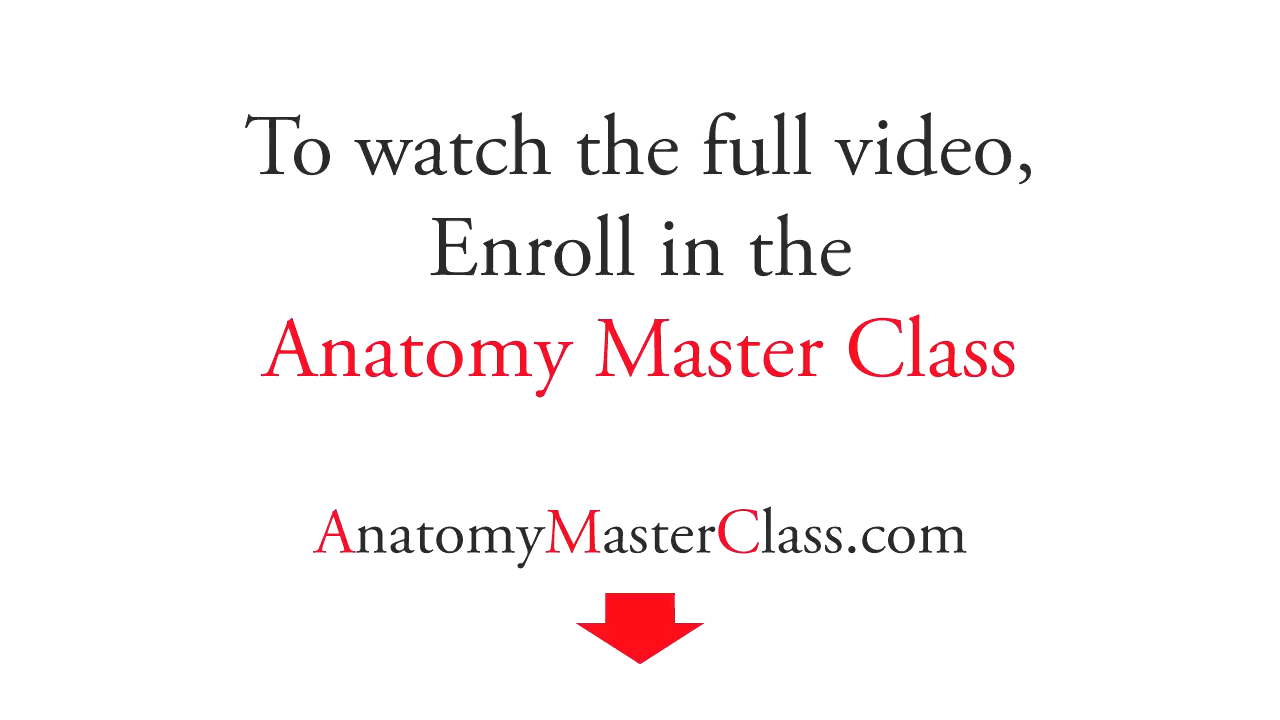 To watch the full video,
Enroll in the
Anatomy Master Class
AnatomyMasterClass.com